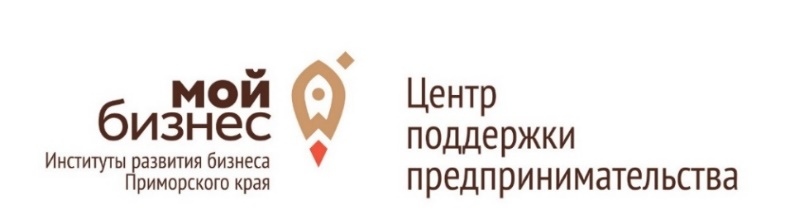 мой
бизнес
Институты развития бизнеса
Приморского края
Центр
поддержки
предпринимательства